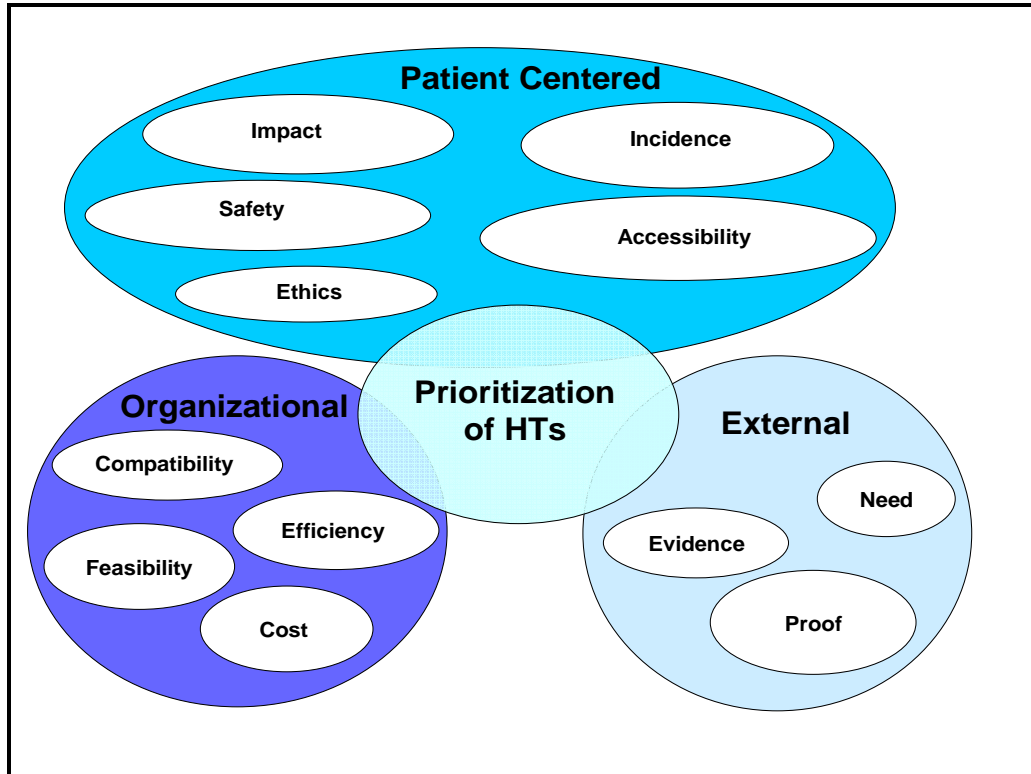 Patient Centered
Impact
Incidence
Safety
Accessibility
Ethics
Prioritization
of HTs
Organizational
Compatibility
Efficiency
Feasibility
Cost
External
Need
Evidence
Proof